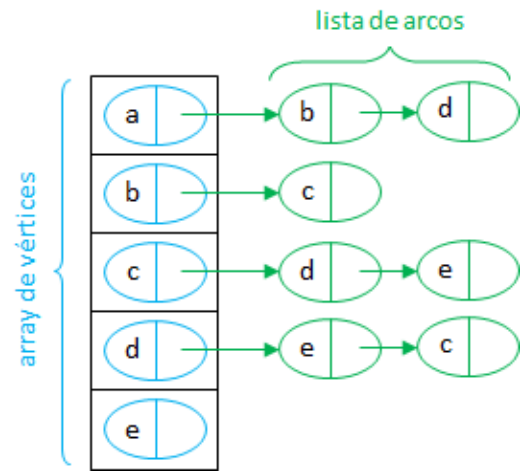 lista de arcos
array de vértices
a b d
b c
c d e
d e c
e